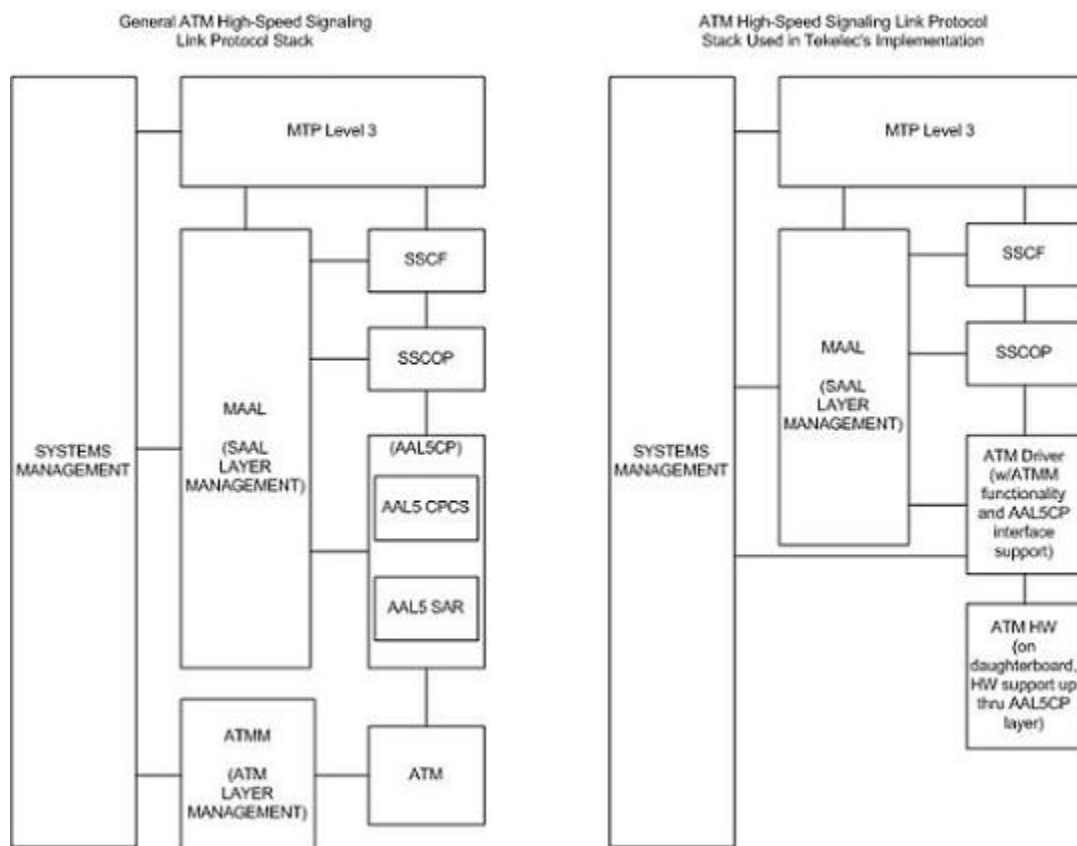 General ATM High-Speed Signaling
Link Protocol Stack
MTP Level 3
SSCF
SSCOP
MAAL
(SAAL
LAYER
MANAGEMENT)
SYSTEMS
MANAGEMENT
(AAL5CP)
AAL5 CPCS
AAL5 SAR
ATMM
(ATM
LAYER
MANAGEMENT)
ATM
ATM High-Speed Signaling Link Protocol
Stack Used in Tekelec's Implementation
MTP Level 3
SSCF
SSCOP
MAAL
(SAAL
LAYER
MANAGEMENT)
SYSTEMS
MANAGEMENT
ATM Driver
(w/ATMM
functionality
and AAL5CP
interface
support)
ATM HW
(on
daughterboard,
HW support up
thru AAL5CP
layer)